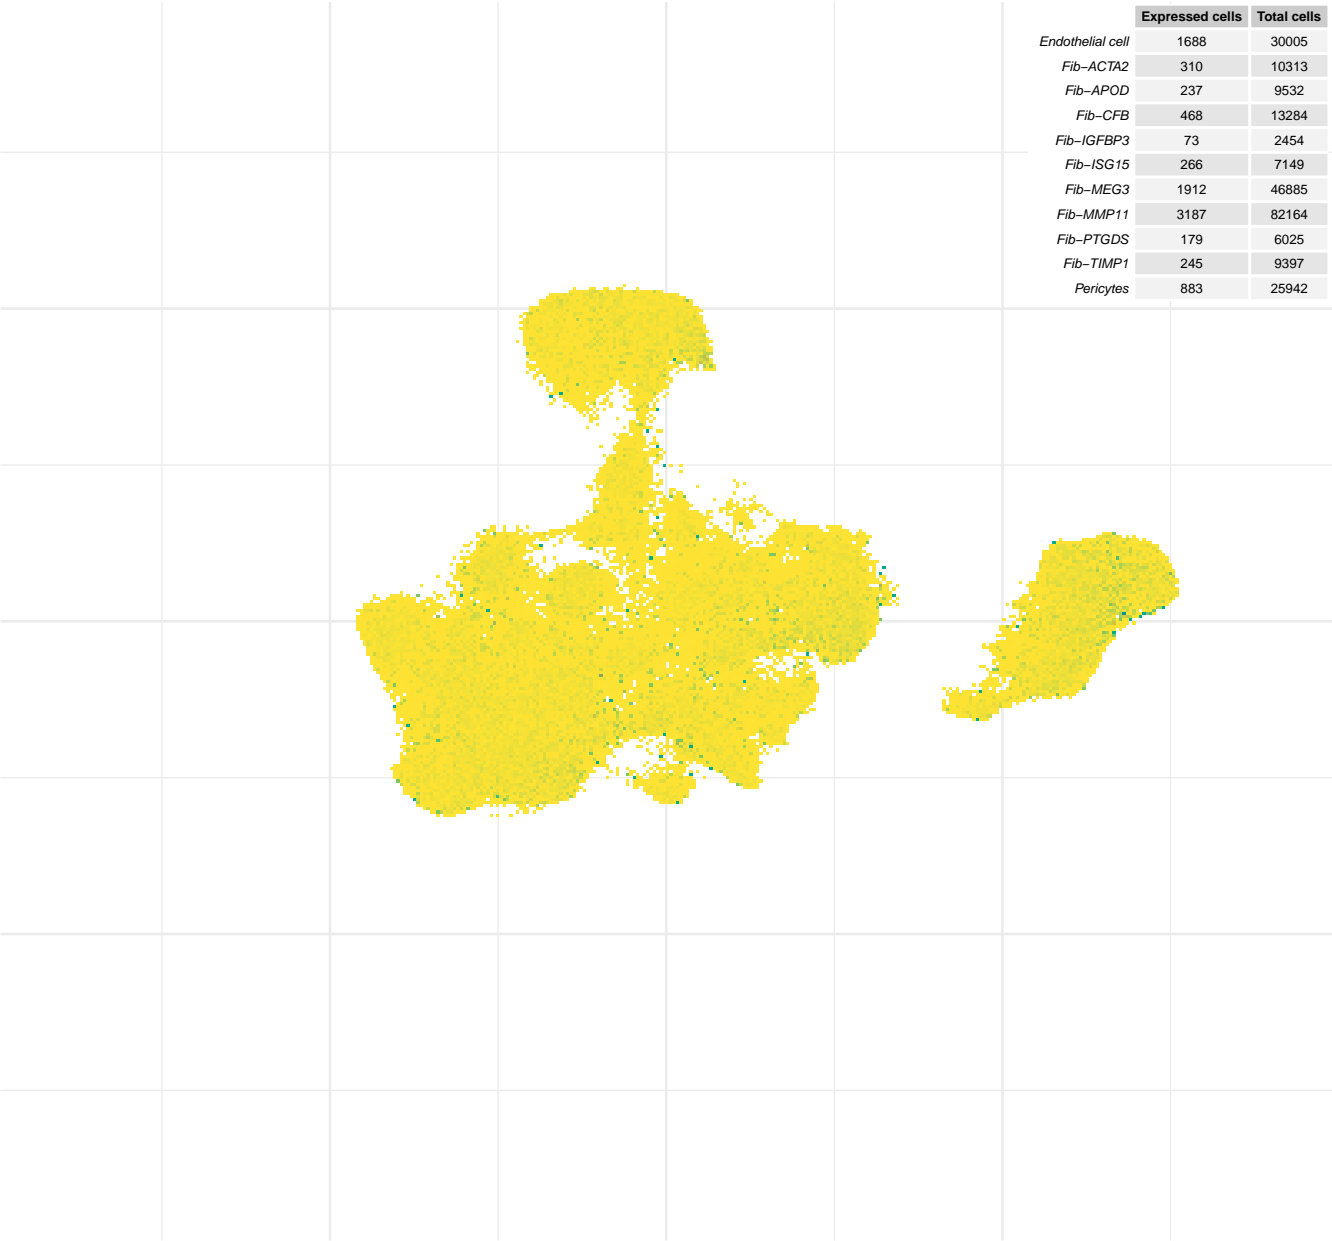 Expressed cells Total cells
Endothelial cell 1688 30005
Fib−ACTA2 310 10313
Fib−APOD 237 9532
Fib−CFB 468 13284
Fib−IGFBP3 73 2454
Fib−ISG15 266 7149
Fib−MEG3 1912 46885
Fib−MMP11 3187 82164
Fib−PTGDS 179 6025
Fib−TIMP1 245 9397
Pericytes 883 25942